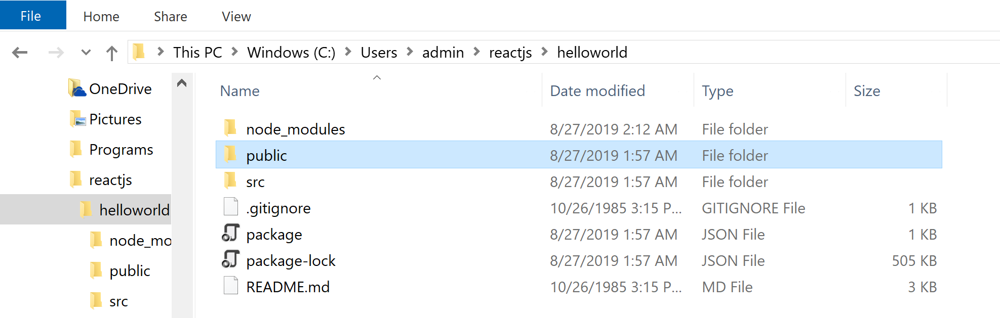 File Home Share View
This PC Windows (C:) Users admin reactjs helloworld
OneDrive
Pictures
Programs
reactjs
helloworld
node_mo
public
src
Name Date modified Type Size
node_modules 8/27/2019 2:12 AM File folder
public 8/27/2019 1:57 AM File folder
src 8/27/2019 1:57 AM File folder
.gitignore 10/26/1985 3:15 P... GITIGNORE File 1 KB
package 8/27/2019 1:57 AM JSON File 1 KB
package-lock 8/27/2019 1:57 AM JSON File 505 KB
README.md 10/26/1985 3:15 P... MD File 3 KB